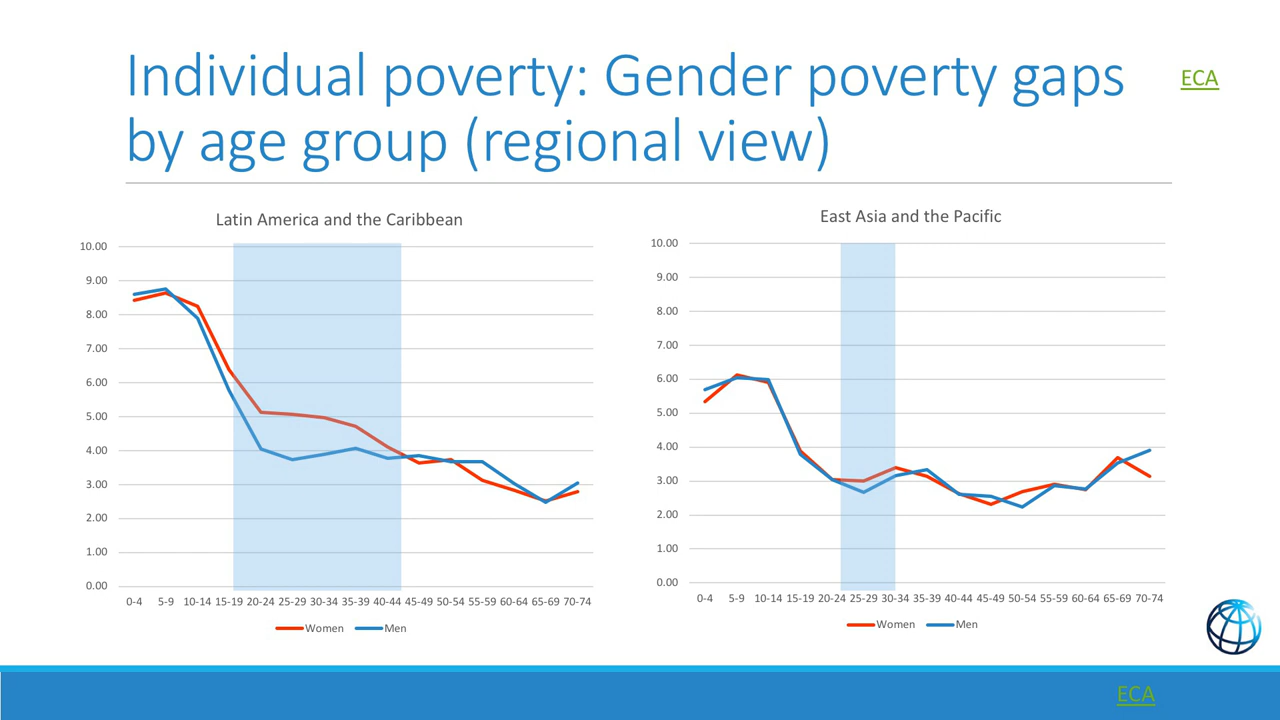 Individual poverty: Gender poverty gaps
by age group (regional view)
ECA
Latin America and the Caribbean
10.00
9.00
8.00
7.00
6.00
5.00
4.00
3.00
2.00
1.00
0.00
0-4 5-9 10-14 15-19 20-24 25-29 30-34 35-39 40-44 45-49 50-54 55-59 60-64 65-69 70-74
Women Men
East Asia and the Pacific
10.00
9.00
8.00
7.00
6.00
5.00
4.00
3.00
2.00
1.00
0.00
0-4 5-9 10-14 15-19 20-24 25-29 30-34 35-39 40-44 45-49 50-54 55-59 60-64 65-69 70-74
Women Men
ECA